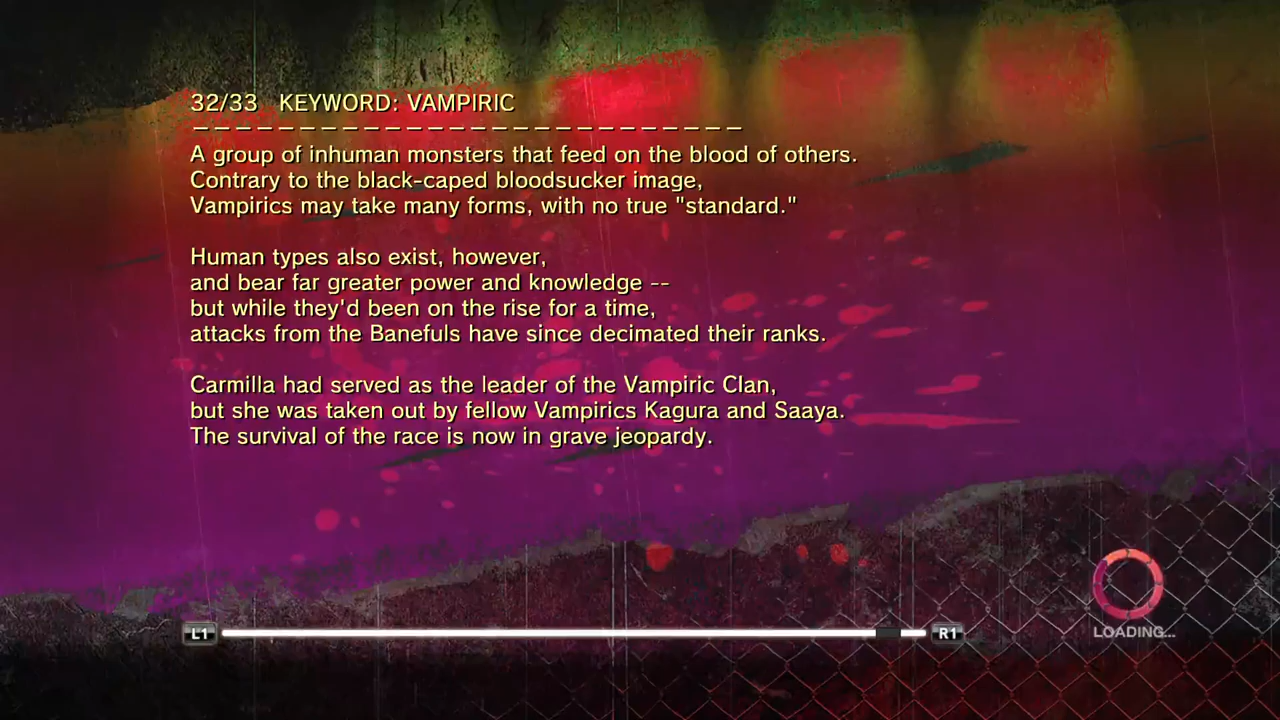 32/33 KEYWORD: VAMPIRIC
--------------------------
A group of inhuman monsters that feed on the blood of others.
Contrary to the black-caped bloodsucker image,
Vampirics may take many forms, with no true "standard."
Human types also exist, however,
and bear far greater power and knowledge --
but while they'd been on the rise for a time,
attacks from the Banefuls have since decimated their ranks.
Carmilla had served as the leader of the Vampiric Clan,
but she was taken out by fellow Vampirics Kagura and Saaya.
The survival of the race is now in grave jeopardy.
L1 R1
LOADING...